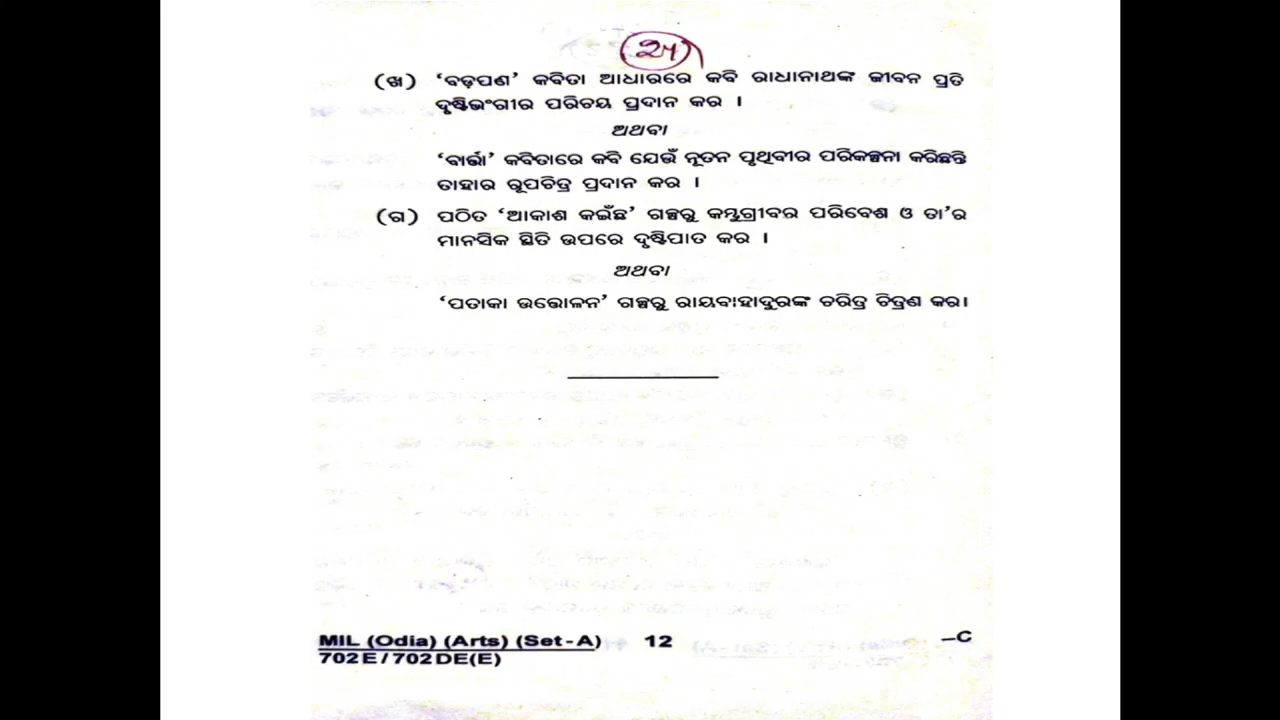 ୨୪
(ଖ) ‘ବଡ଼ପଣ’ କବିତା ଆଧାରରେ କବି ରାଧାନାଥଙ୍କ ଜୀବନ ପ୍ରତି
ଦୃଷ୍ଟିଭଂଗୀର ପରିଚୟ ପ୍ରଦାନ କର ।
ଅଥବା
‘ବାର୍ତ୍ତା’ କବିତାରେ କବି ଯେଉଁ ନୂତନ ପୃଥିବୀର ପରିକଳ୍ପନା କରିଛନ୍ତି
ତାହାର ରୂପଚିତ୍ର ପ୍ରଦାନ କର ।
(ଗ) ପଠିତ ‘ଆକାଶ କଇଁଛ’ ଗଳ୍ପରୁ କମ୍ବୁଗ୍ରୀବର ପରିବେଶ ଓ ତା’ର
ମାନସିକ ସ୍ଥିତି ଉପରେ ଦୃଷ୍ଟିପାତ କର ।
ଅଥବା
‘ପତାକା ଉତ୍ତୋଳନ’ ଗଳ୍ପରୁ ରାୟବାହାଦୁରଙ୍କ ଚରିତ୍ର ଚିତ୍ରଣ କର।
MIL (Odia) (Arts) (Set-A) 12 –C
702E/702DE(E)